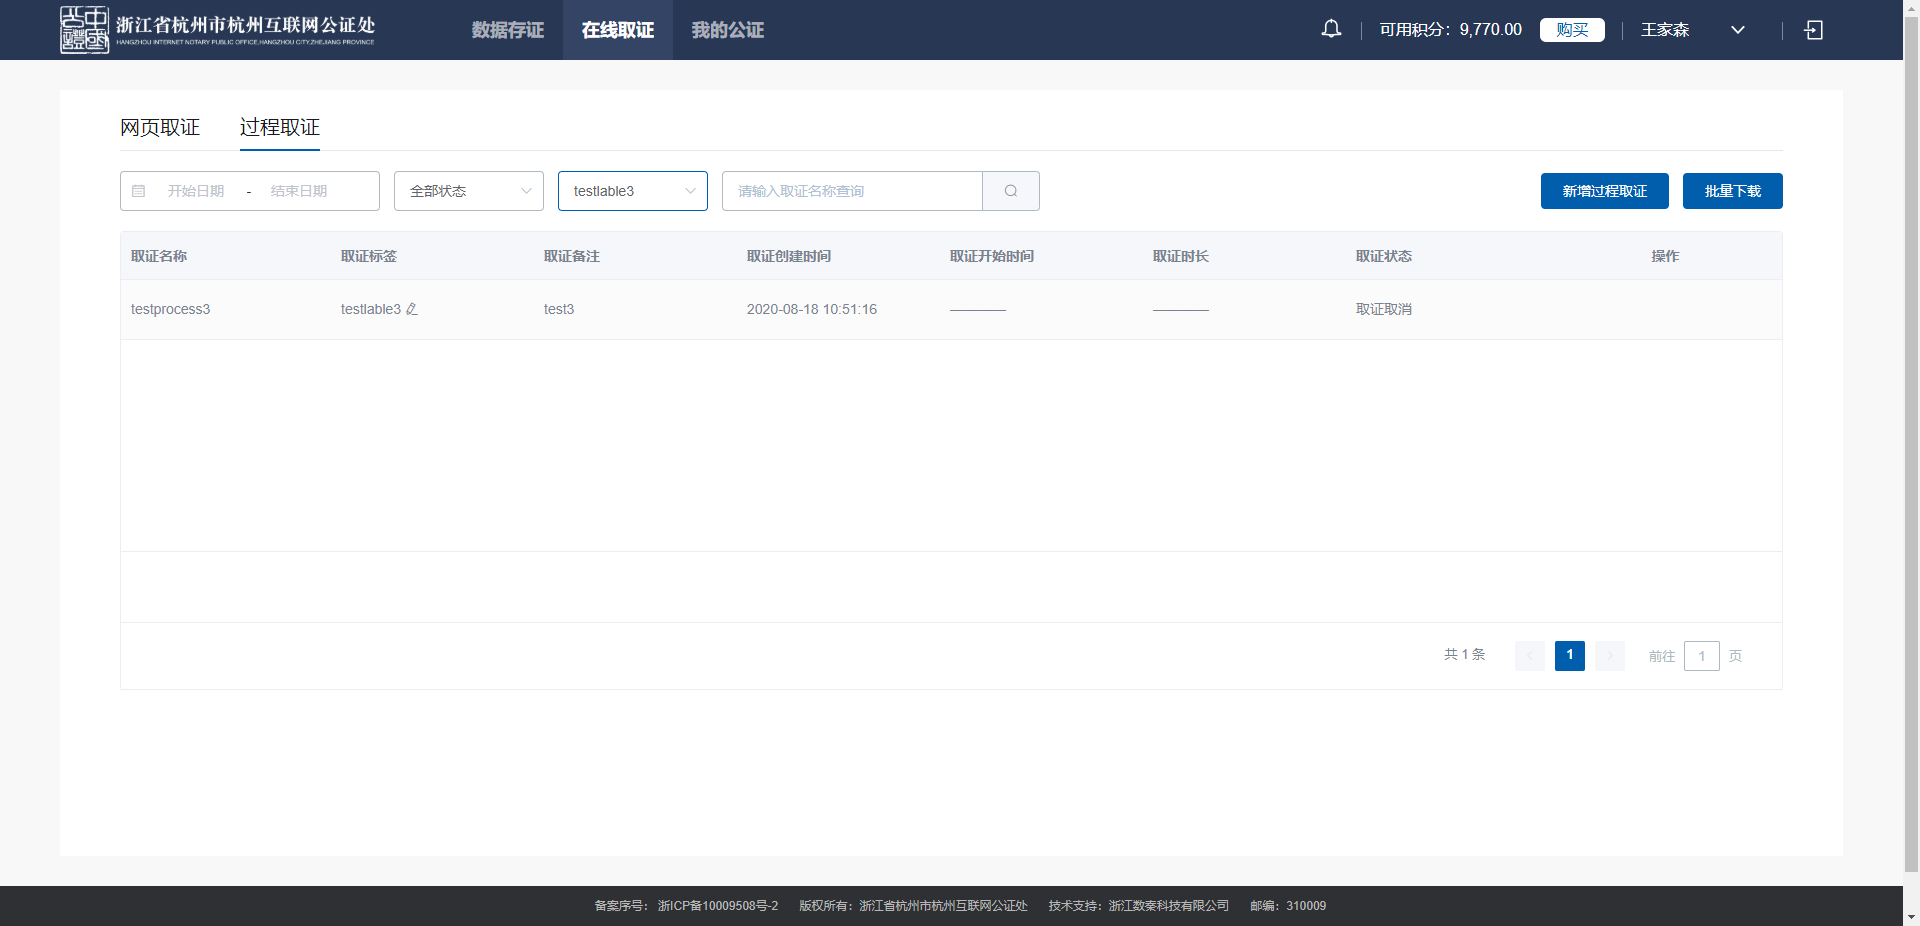 浙江省杭州市杭州互联网公证处
HANGZHOU INTERNET NOTARY PUBLIC OFFICE,HANGZHOU CITY,ZHEJIANG PROVINCE
数据存证 在线取证 我的公证 可用积分：9,770.00 购买 王家森
网页取证 过程取证
开始日期 - 结束日期 全部状态 testlable3 请输入取证名称查询 新增过程取证 批量下载
取证名称 取证标签 取证备注 取证创建时间 取证开始时间 取证时长 取证状态 操作
testprocess3 testlable3 test3 2020-08-18 10:51:16 ———— ———— 取证取消
共 1 条 < 1 > 前往 1 页
备案序号： 浙ICP备10009508号-2 版权所有：浙江省杭州市杭州互联网公证处 技术支持：浙江数秦科技有限公司 邮编：310009